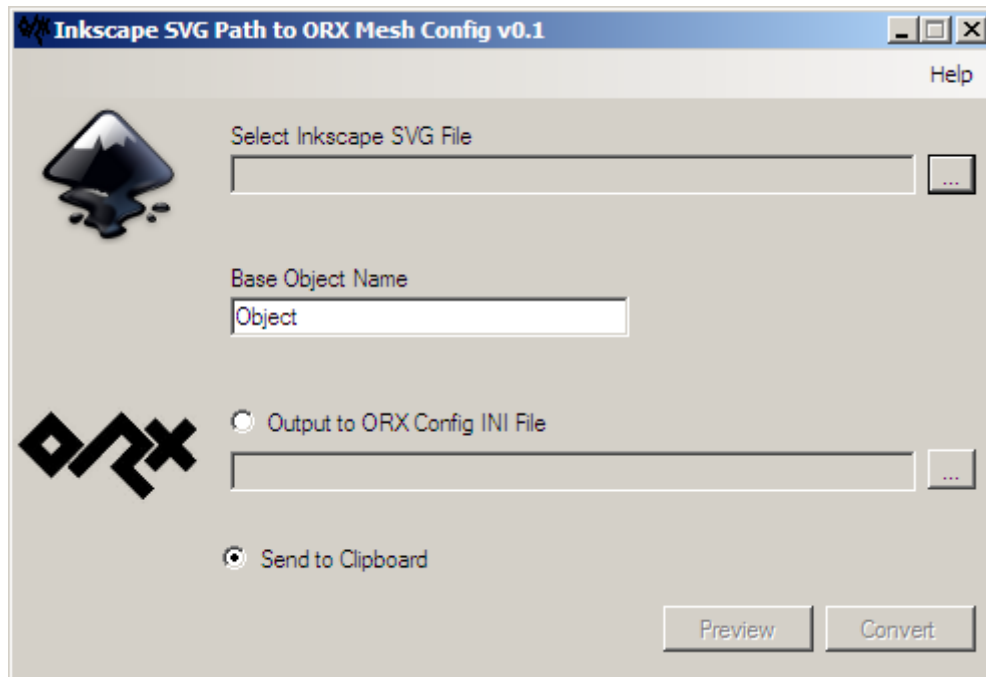 Inkscape SVG Path to ORX Mesh Config v0.1
Help
Select Inkscape SVG File
...
Base Object Name
Object
ORX
Output to ORX Config INI File
...
Send to Clipboard
Preview Convert